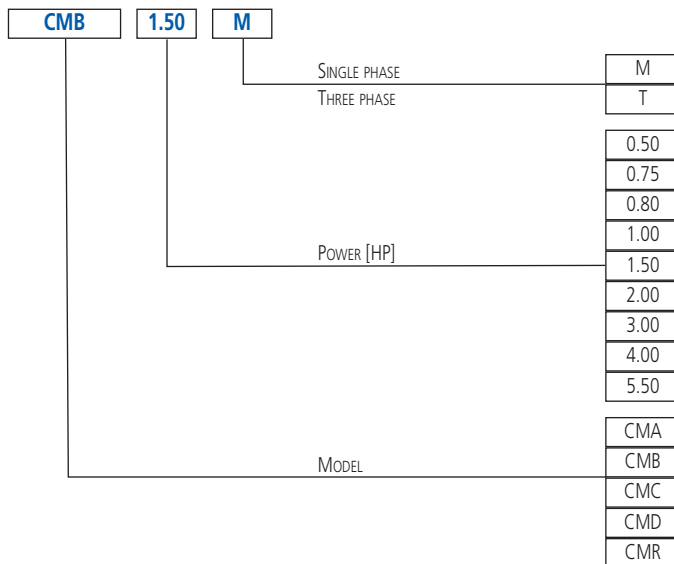 CMB 1.50 M
SINGLE PHASE M
THREE PHASE T
0.50
0.75
0.80
1.00
POWER [HP] 1.50
2.00
3.00
4.00
5.50
CMA
MODEL CMB
CMC
CMD
CMR